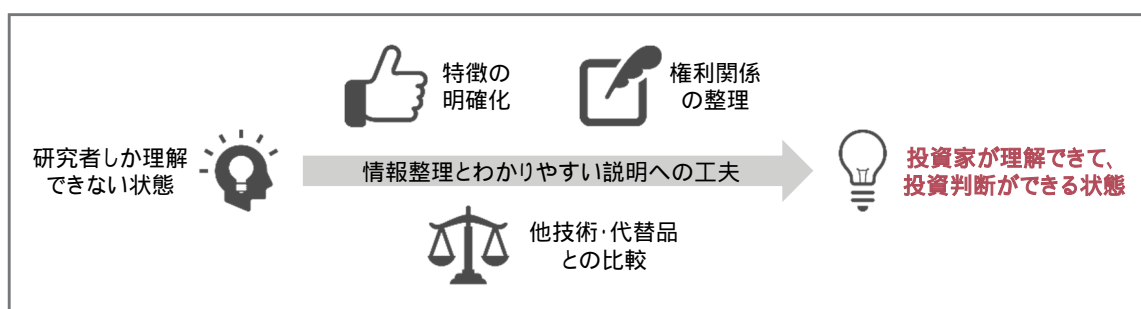 特徴の
明確化
権利関係
の整理
研究者しか理解
できない状態
情報整理とわかりやすい説明への工夫
投資家が理解できて、
投資判断ができる状態
他技術・代替品
との比較